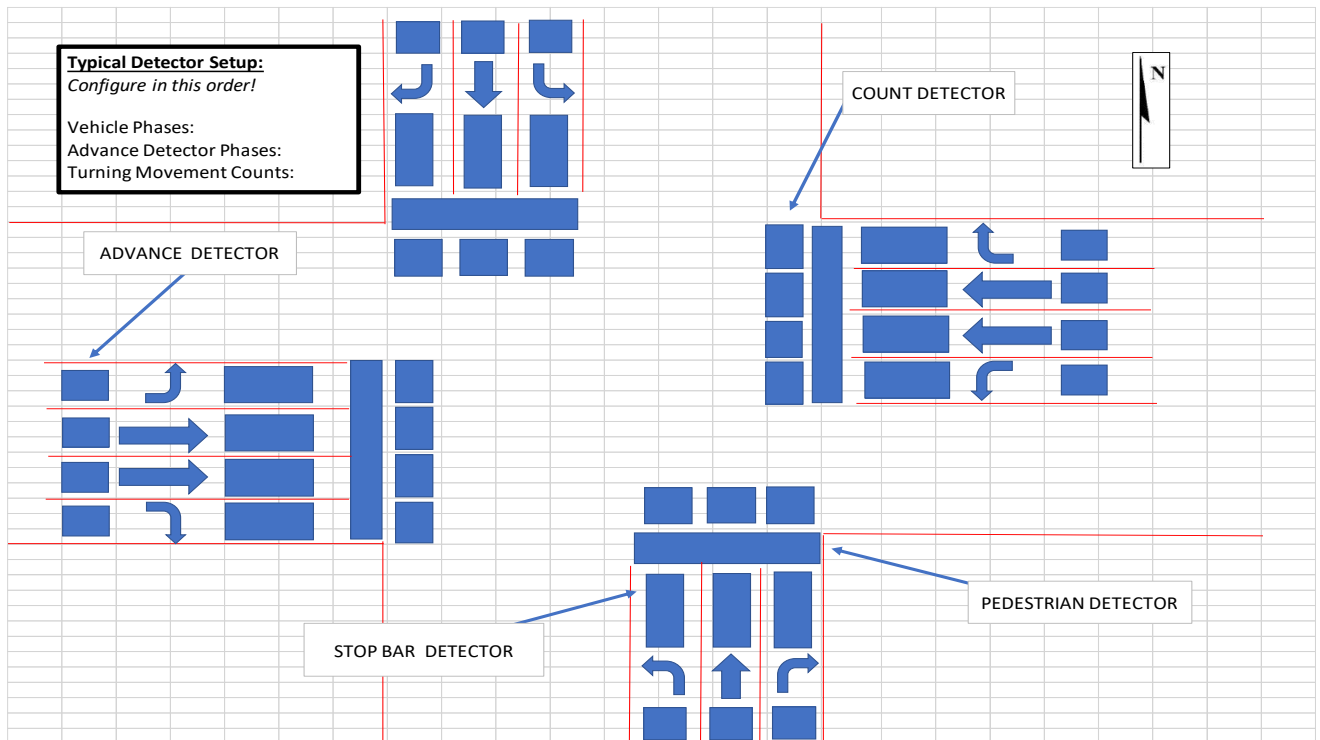 Typical Detector Setup:
Configure in this order!
Vehicle Phases:
Advance Detector Phases:
Turning Movement Counts:
COUNT DETECTOR
N
ADVANCE  DETECTOR
PEDESTRIAN DETECTOR
STOP BAR  DETECTOR